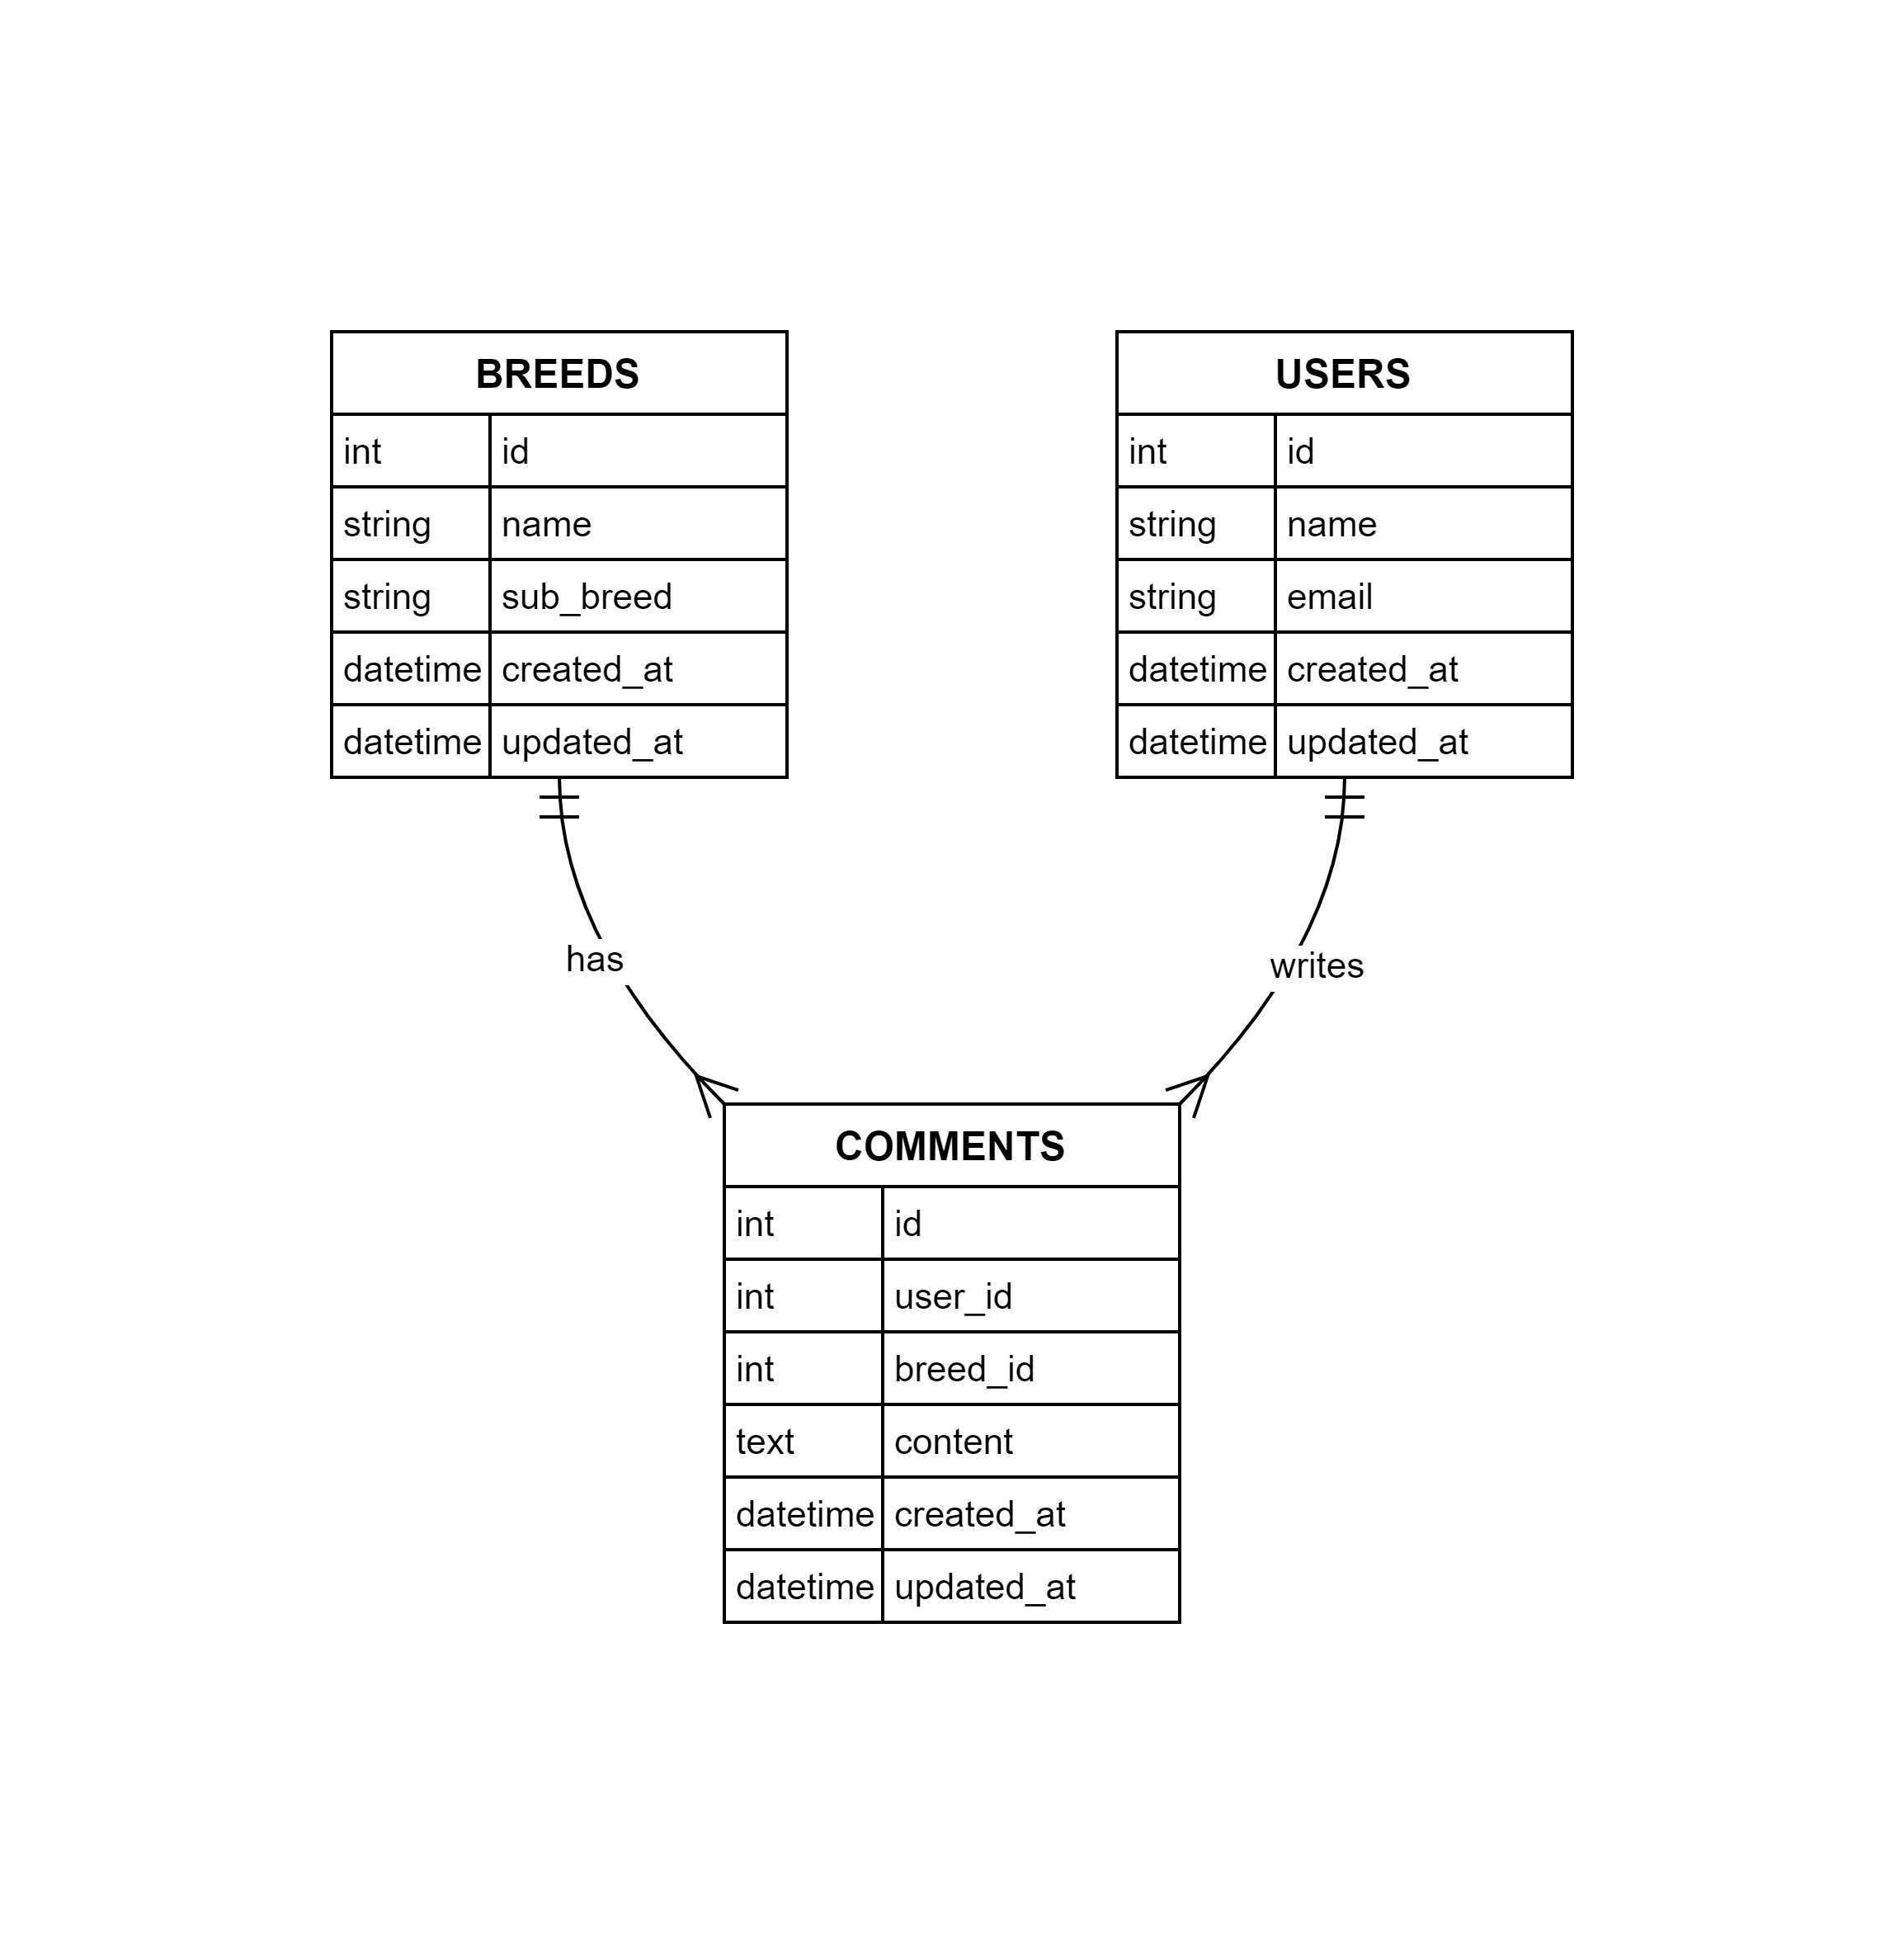 BREEDS
int id
string name
string sub_breed
datetime created_at
datetime updated_at
USERS
int id
string name
string email
datetime created_at
datetime updated_at
has
writes
COMMENTS
int id
int user_id
int breed_id
text content
datetime created_at
datetime updated_at